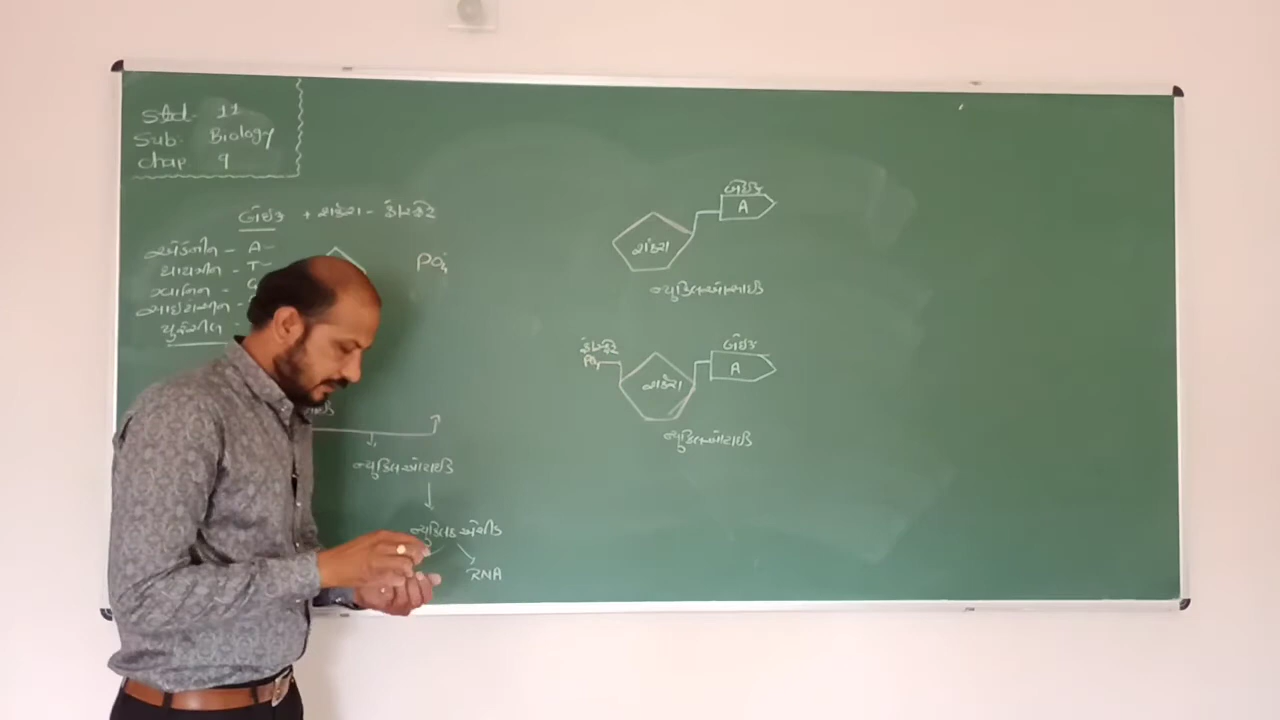 Std- 11
Sub: Biology
Chap 9
બેઇઝ + શર્કરા - ફોસ્ફેટ
એડેનીન - A -
થાયમીન - T -
ગ્વાનિન - G
સાઇટોસીન -
યુરેસીલ -
PO₄
ન્યુક્લિઓટાઇડ
ન્યુક્લિક એસીડ
RNA
બેઇઝ
A
શર્કરા
ન્યુક્લિઓસાઇડ
ફોસ્ફેટ
PO₄
બેઇઝ
A
શર્કરા
ન્યુક્લિઓટાઇડ